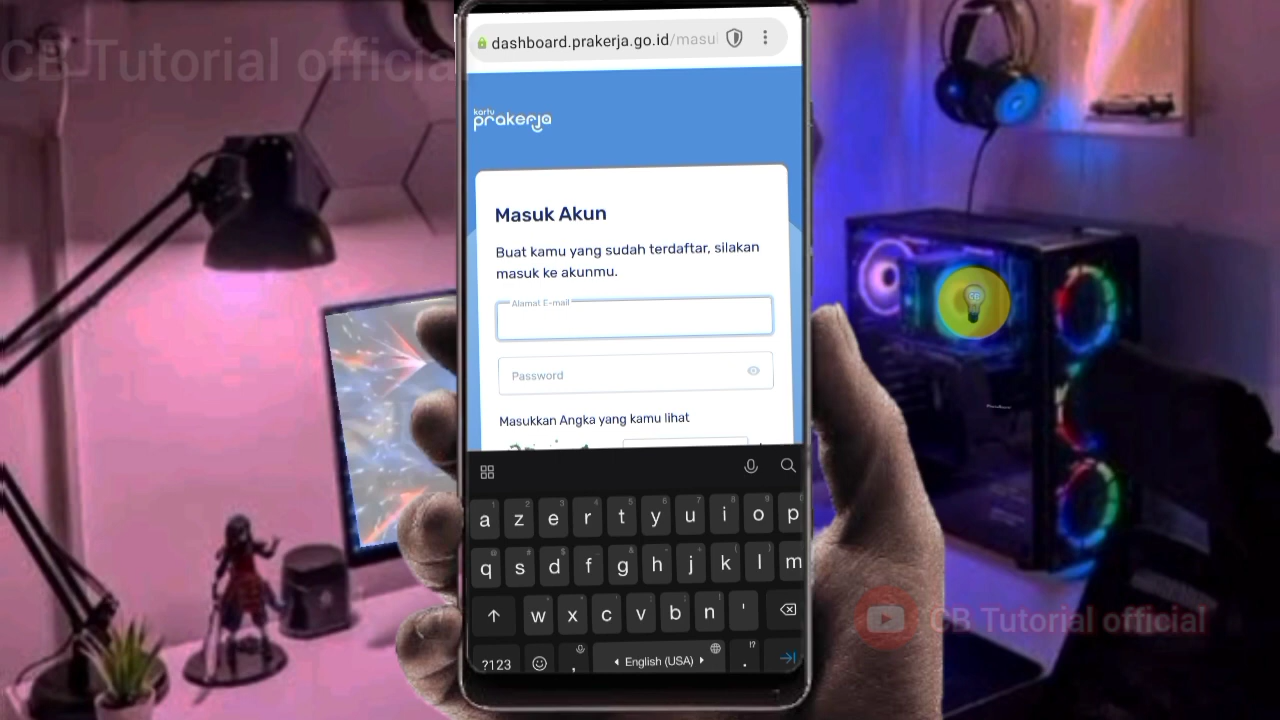 CB Tutorial official
dashboard.prakerja.go.id/masu
kartu
prakerja
Masuk Akun
Buat kamu yang sudah terdaftar, silakan
masuk ke akunmu.
Alamat E-mail
Password
Masukkan Angka yang kamu lihat
CB
a z e r t y u i o p
q s d f g h j k l m
w x c v b n '
?123 , English (USA) .
CB Tutorial official